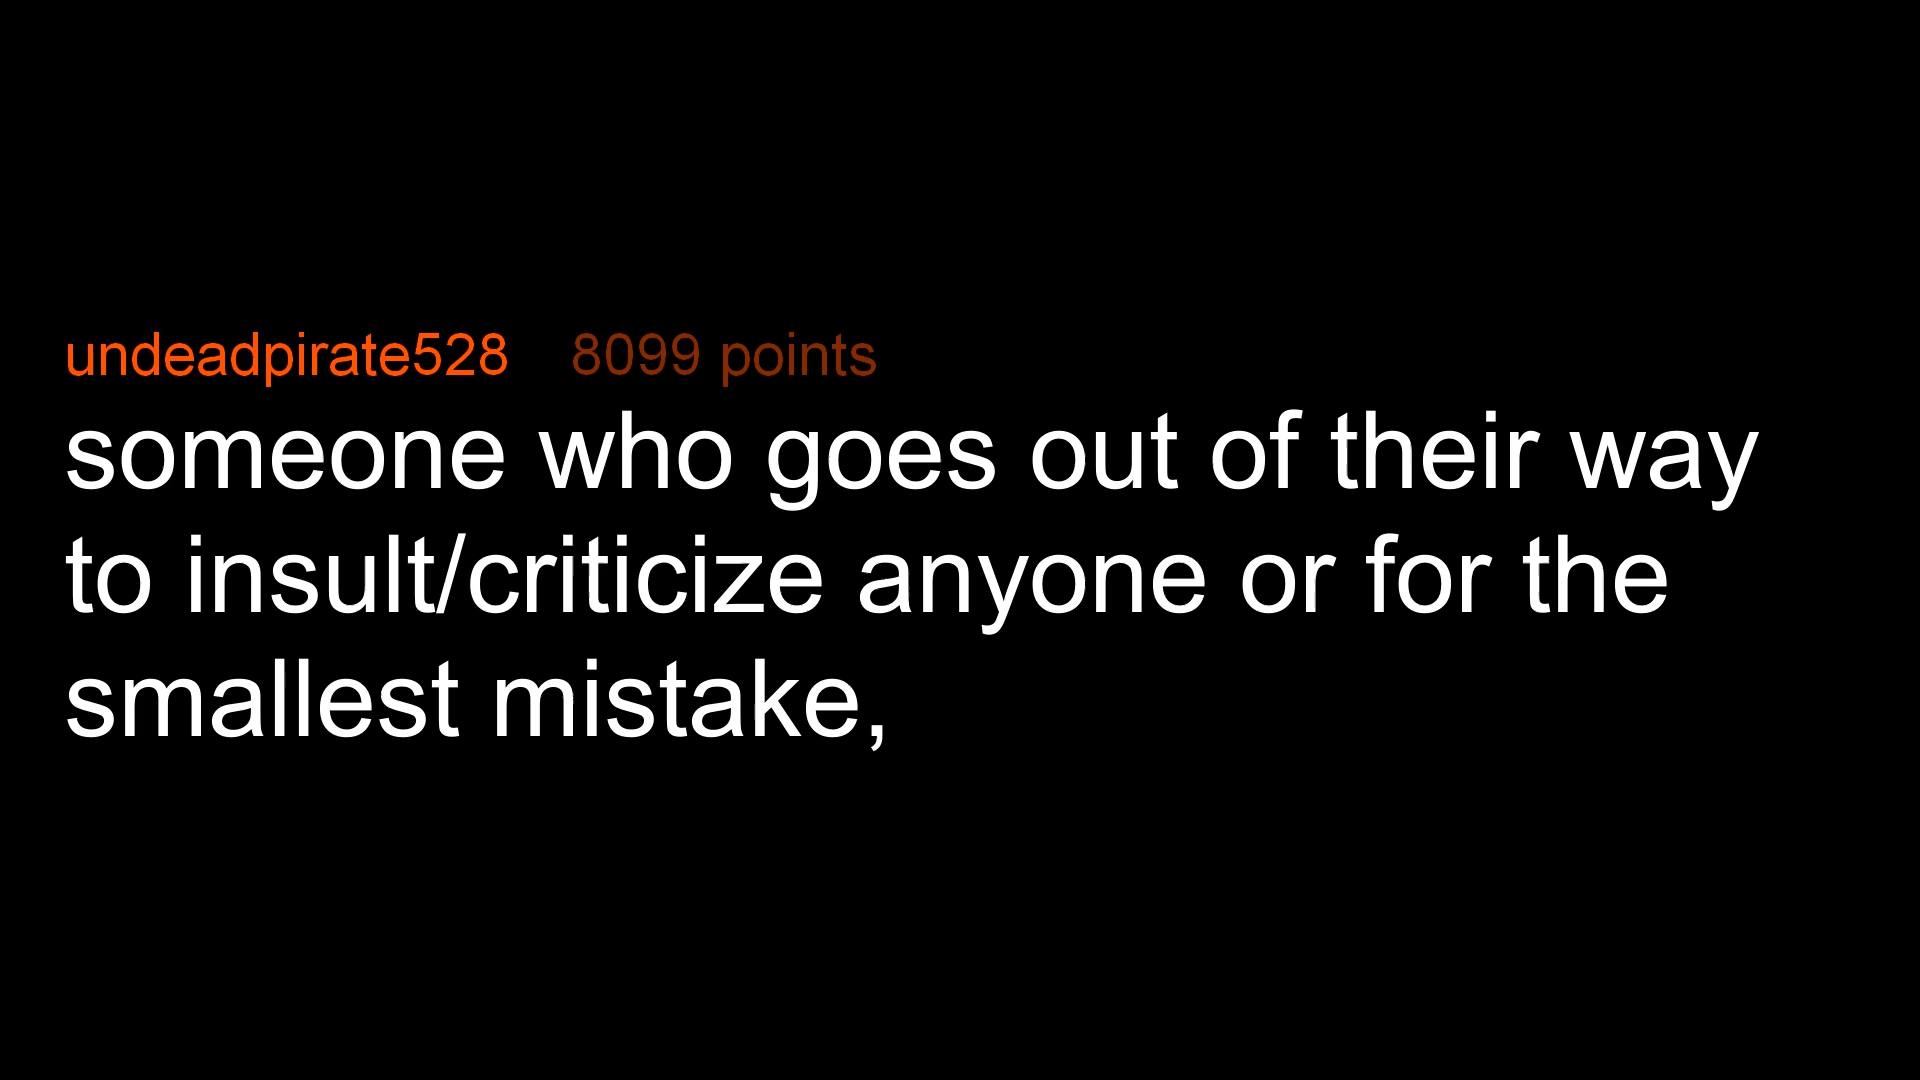 undeadpirate528 8099 points
someone who goes out of their way
to insult/criticize anyone or for the
smallest mistake,